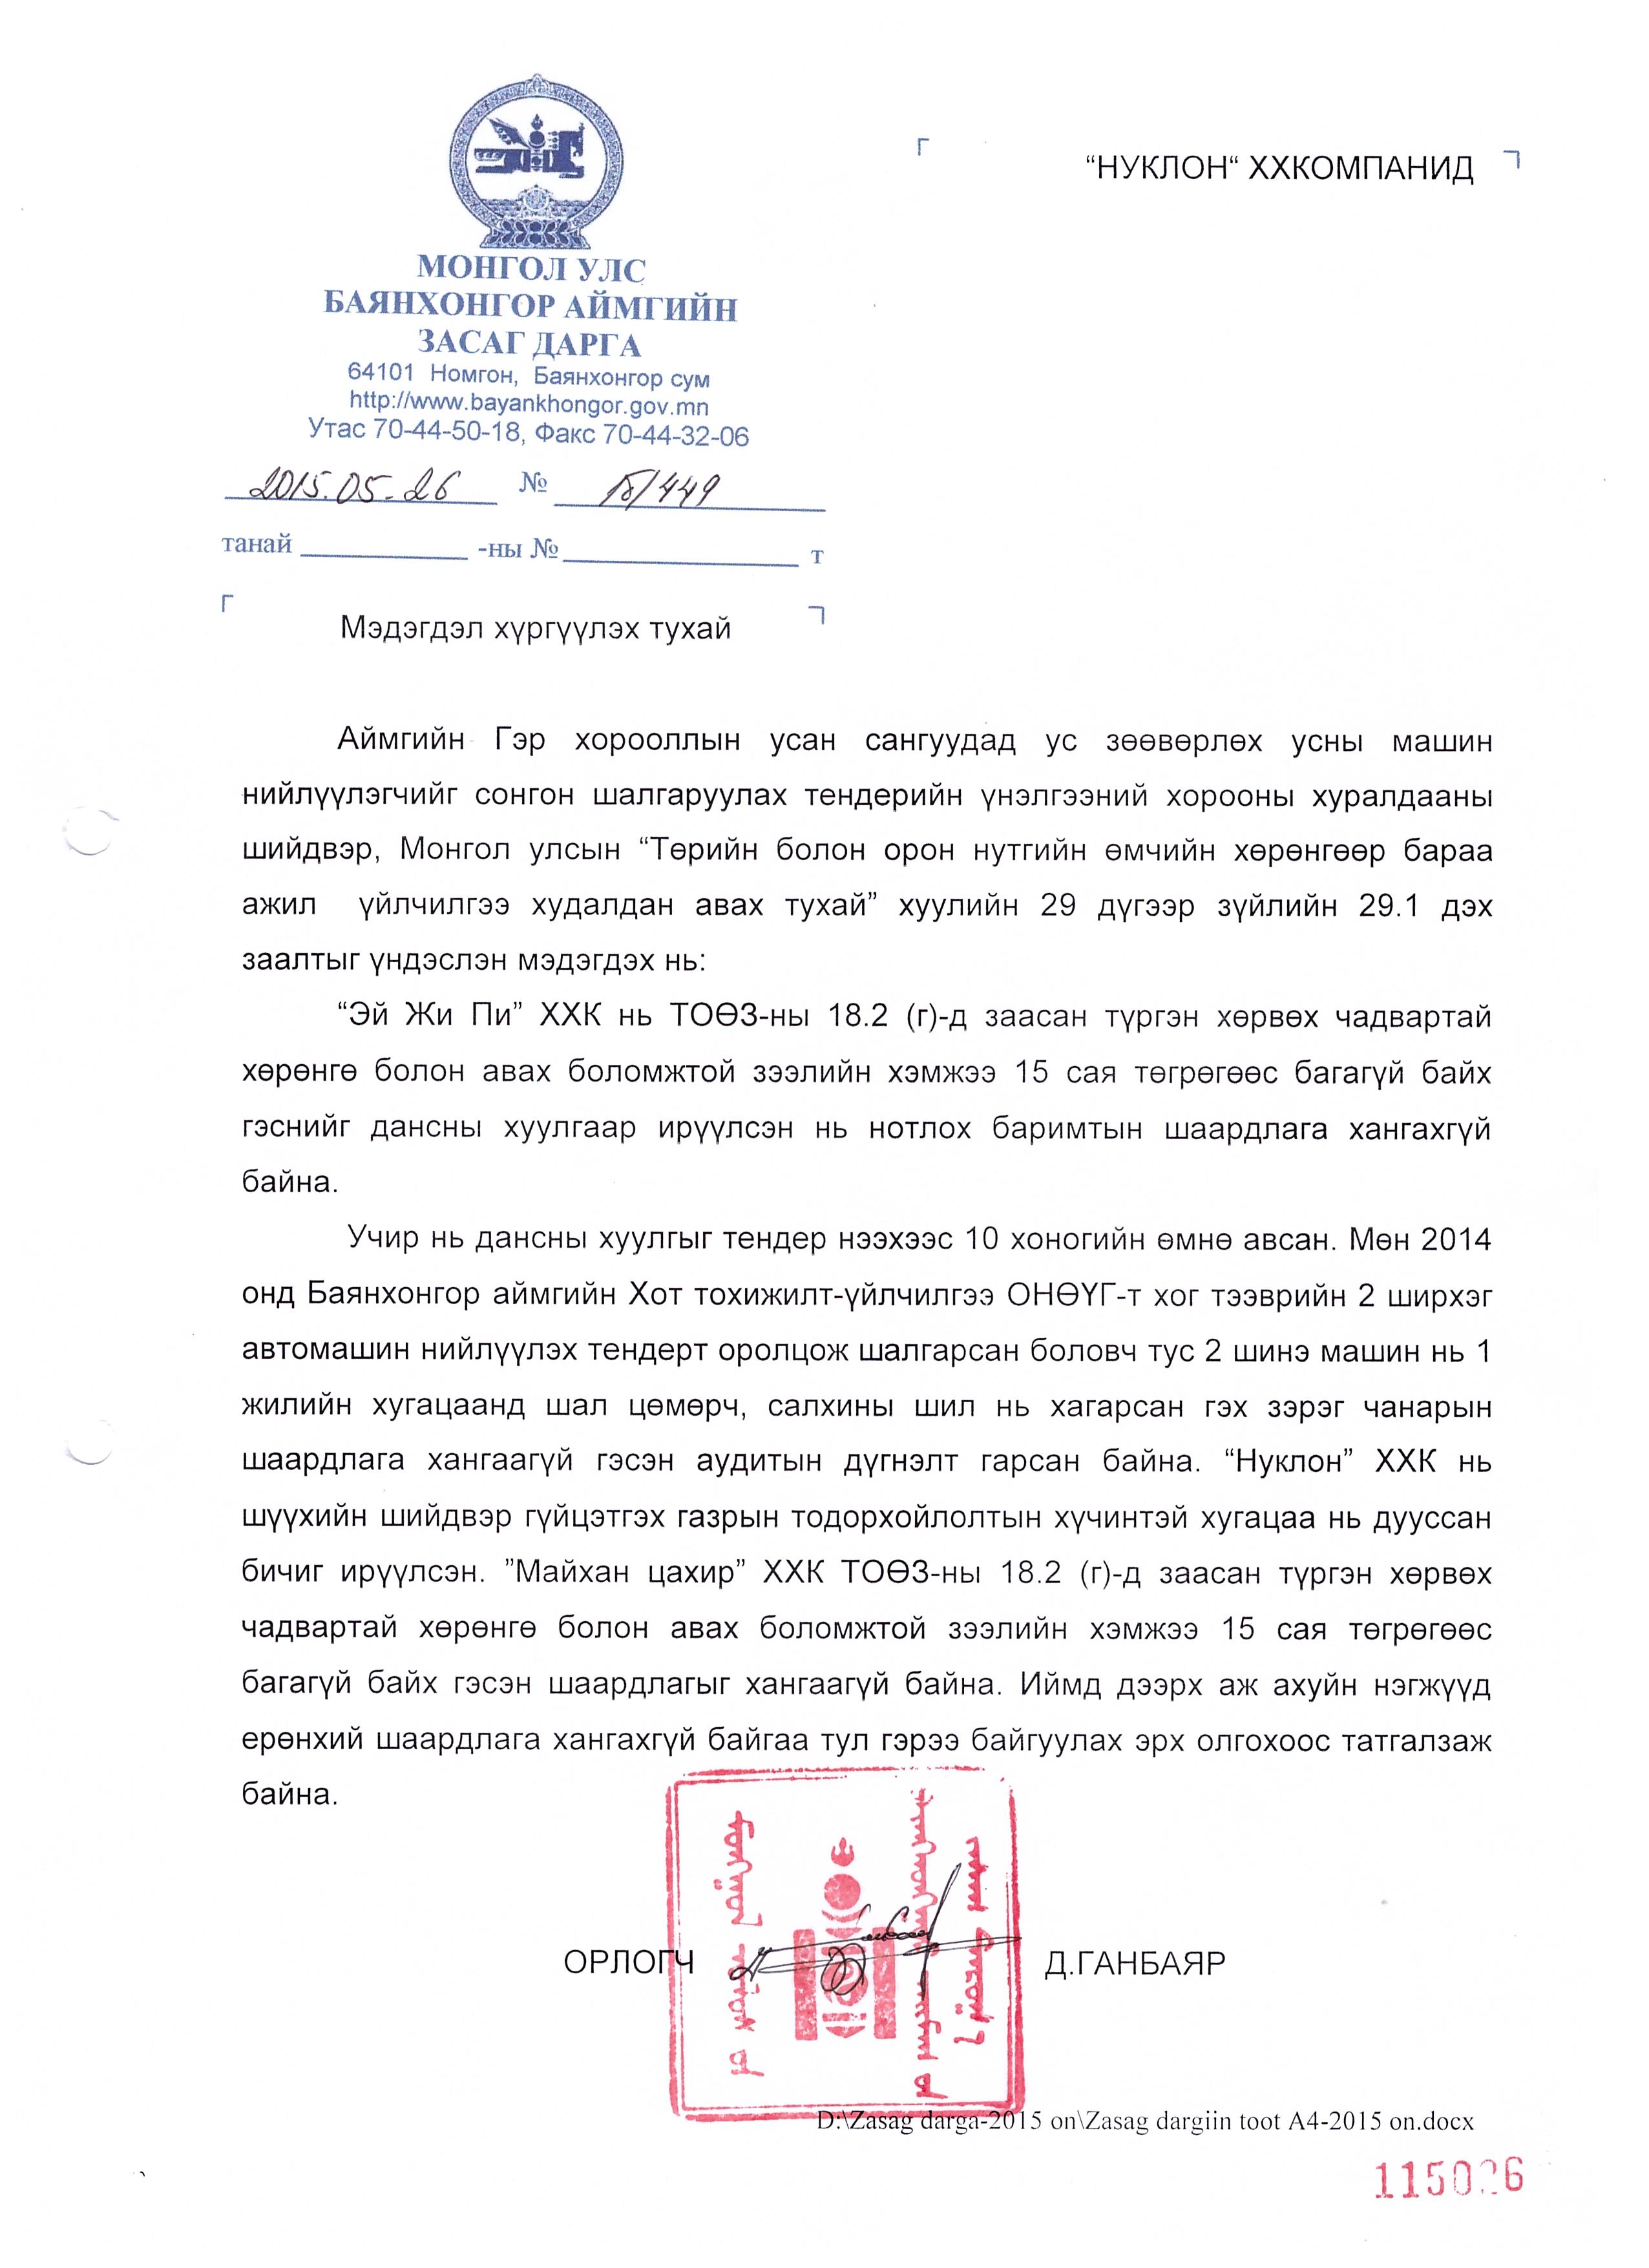 “НУКЛОН“ ХХКОМПАНИД
МОНГОЛ УЛС
БАЯНХОНГОР АЙМГИЙН
ЗАСАГ ДАРГА
64101 Номгон, Баянхонгор сум
http://www.bayankhongor.gov.mn
Утас 70-44-50-18, Факс 70-44-32-06
2015.05.26 № /449
танай -ны № т
Мэдэгдэл хүргүүлэх тухай
Аймгийн Гэр хорооллын усан сангуудад ус зөөвөрлөх усны машин
нийлүүлэгчийг сонгон шалгаруулах тендерийн үнэлгээний хорооны хуралдааны
шийдвэр, Монгол улсын “Төрийн болон орон нутгийн өмчийн хөрөнгөөр бараа
ажил үйлчилгээ худалдан авах тухай” хуулийн 29 дүгээр зүйлийн 29.1 дэх
заалтыг үндэслэн мэдэгдэх нь:
“Эй Жи Пи” ХХК нь ТОӨЗ-ны 18.2 (г)-д заасан түргэн хөрвөх чадвартай
хөрөнгө болон авах боломжтой зээлийн хэмжээ 15 сая төгрөгөөс багагүй байх
гэснийг дансны хуулгаар ирүүлсэн нь нотлох баримтын шаардлага хангахгүй
байна.
Учир нь дансны хуулгыг тендер нээхээс 10 хоногийн өмнө авсан. Мөн 2014
онд Баянхонгор аймгийн Хот тохижилт-үйлчилгээ ОНӨҮГ-т хог тээврийн 2 ширхэг
автомашин нийлүүлэх тендерт оролцож шалгарсан боловч тус 2 шинэ машин нь 1
жилийн хугацаанд шал цөмөрч, салхины шил нь хагарсан гэх зэрэг чанарын
шаардлага хангаагүй гэсэн аудитын дүгнэлт гарсан байна. “Нуклон” ХХК нь
шүүхийн шийдвэр гүйцэтгэх газрын тодорхойлолтын хүчинтэй хугацаа нь дууссан
бичиг ирүүлсэн. ”Майхан цахир” ХХК ТОӨЗ-ны 18.2 (г)-д заасан түргэн хөрвөх
чадвартай хөрөнгө болон авах боломжтой зээлийн хэмжээ 15 сая төгрөгөөс
багагүй байх гэсэн шаардлагыг хангаагүй байна. Иймд дээрх аж ахуйн нэгжүүд
ерөнхий шаардлага хангахгүй байгаа тул гэрээ байгуулах эрх олгохоос татгалзаж
байна.
ОРЛОГЧ Д.ГАНБАЯР
D:\Zasag darga-2015 on\Zasag dargiin toot A4-2015 on.docx